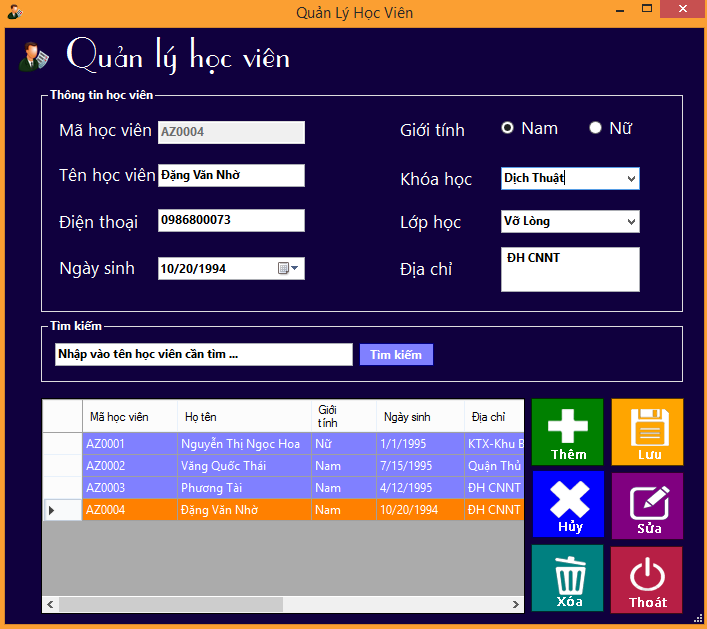 Quản Lý Học Viên
Quản lý học viên
Thông tin học viên
Mã học viên AZ0004 Giới tính Nam Nữ
Tên học viên Đặng Văn Nhờ Khóa học Dịch Thuật
Điện thoại 0986800073 Lớp học Vỡ Lòng
Ngày sinh 10/20/1994 Địa chỉ ĐH CNNT
Tìm kiếm
Nhập vào tên học viên cần tìm ... Tìm kiếm
Mã học viên Họ tên Giới tính Ngày sinh Địa chỉ
AZ0001 Nguyễn Thị Ngọc Hoa Nữ 1/1/1995 KTX-Khu B
AZ0002 Văng Quốc Thái Nam 7/15/1995 Quận Thủ
AZ0003 Phương Tài Nam 4/12/1995 ĐH CNNT
AZ0004 Đặng Văn Nhờ Nam 10/20/1994 ĐH CNNT
Thêm Lưu
Hủy Sửa
Xóa Thoát